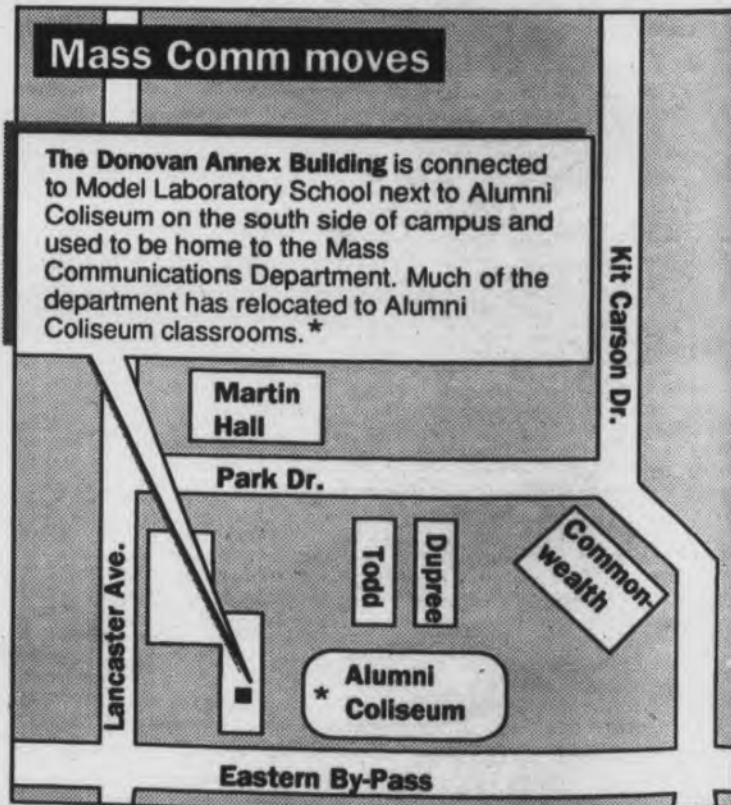 Mass Comm moves
The Donovan Annex Building is connected
to Model Laboratory School next to Alumni
Coliseum on the south side of campus and
used to be home to the Mass
Communications Department. Much of the
department has relocated to Alumni
Coliseum classrooms.*
Kit Carson Dr.
Martin
Hall
Park Dr.
Lancaster Ave.
Todd
Dupree
Common-
wealth
* Alumni
Coliseum
Eastern By-Pass